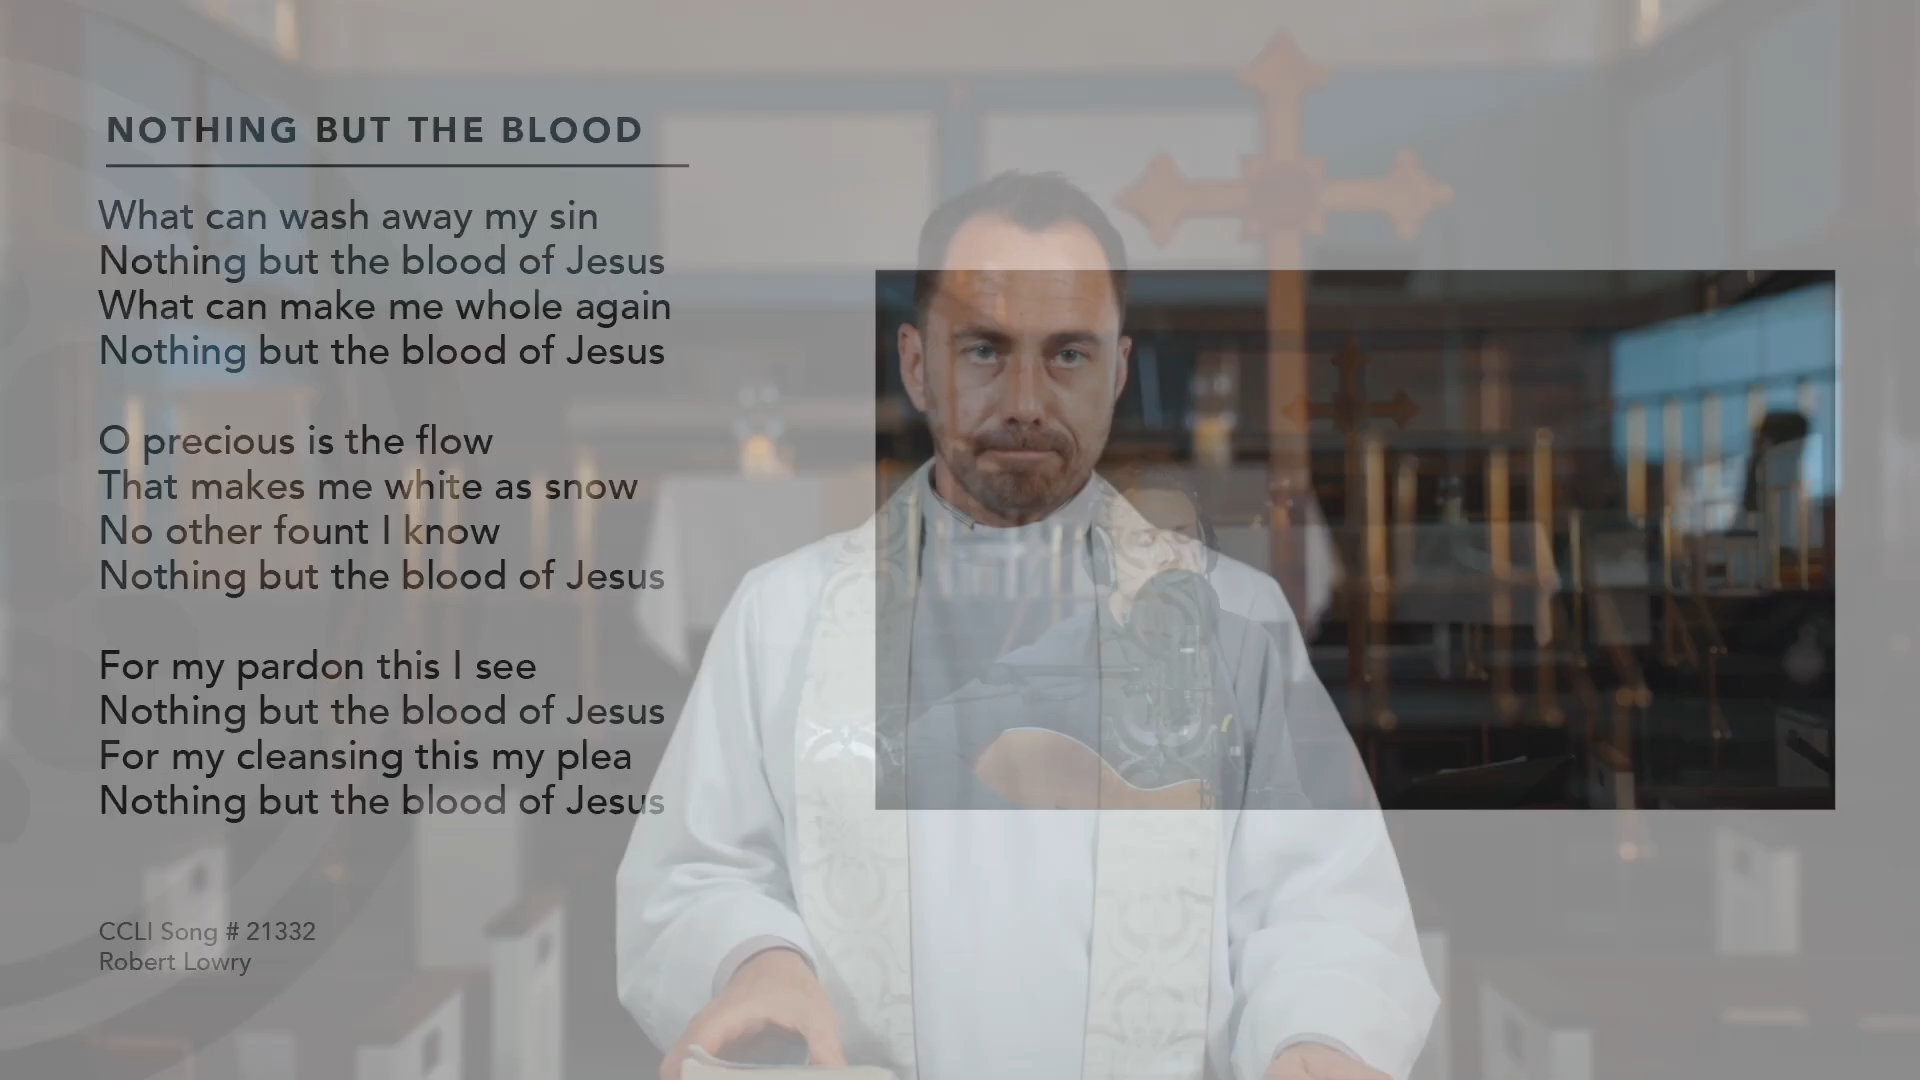 NOTHING BUT THE BLOOD
What can wash away my sin
Nothing but the blood of Jesus
What can make me whole again
Nothing but the blood of Jesus
O precious is the flow
That makes me white as snow
No other fount I know
Nothing but the blood of Jesus
For my pardon this I see
Nothing but the blood of Jesus
For my cleansing this my plea
Nothing but the blood of Jesus
CCLI Song # 21332
Robert Lowry